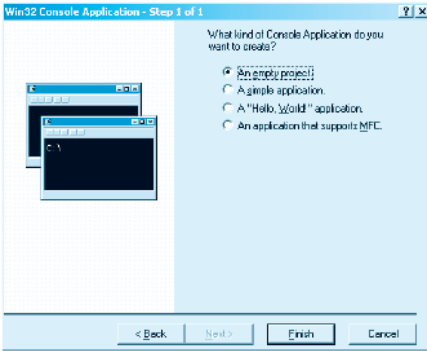 Win32 Console Application - Step 1 of 1
What kind of Console Application do you
want to create?
An empty project.
A simple application.
A "Hello, World!" application.
An application that supports MFC.
C:\
< Back
Next >
Finish
Cancel